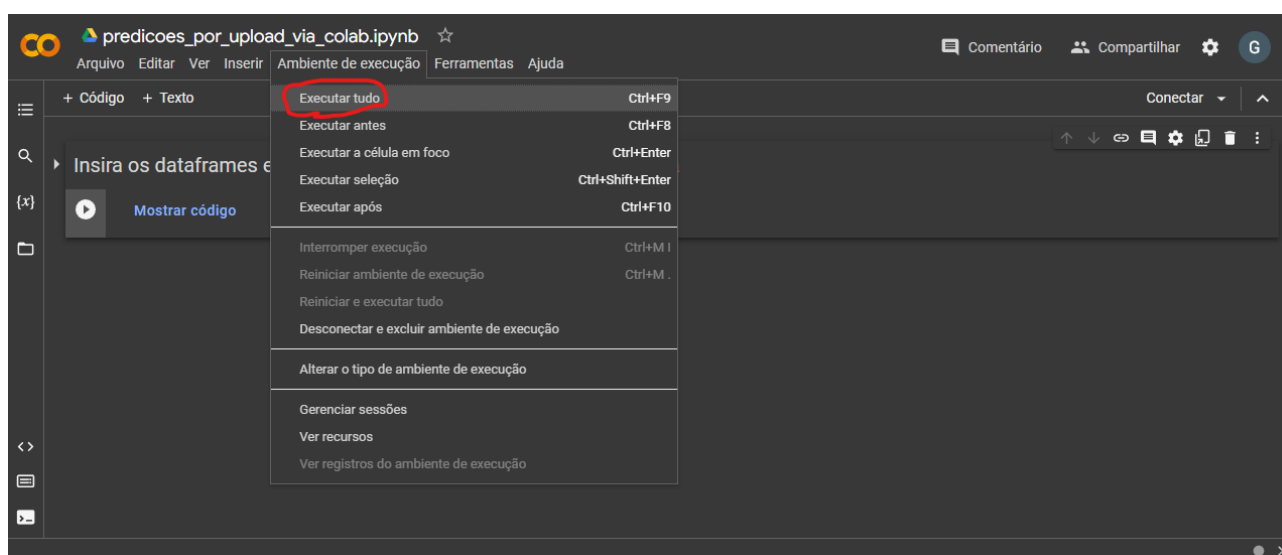 predicoes_por_upload_via_colab.ipynb
Comentário Compartilhar G
Arquivo Editar Ver Inserir Ambiente de execução Ferramentas Ajuda
+ Código + Texto
Conectar
Executar tudo Ctrl+F9
Executar antes Ctrl+F8
Executar a célula em foco Ctrl+Enter
Executar seleção Ctrl+Shift+Enter
Executar após Ctrl+F10
Interromper execução Ctrl+M I
Reiniciar ambiente de execução Ctrl+M .
Reiniciar e executar tudo
Desconectar e excluir ambiente de execução
Alterar o tipo de ambiente de execução
Gerenciar sessões
Ver recursos
Ver registros do ambiente de execução
Insira os dataframes e
{x}
Mostrar código